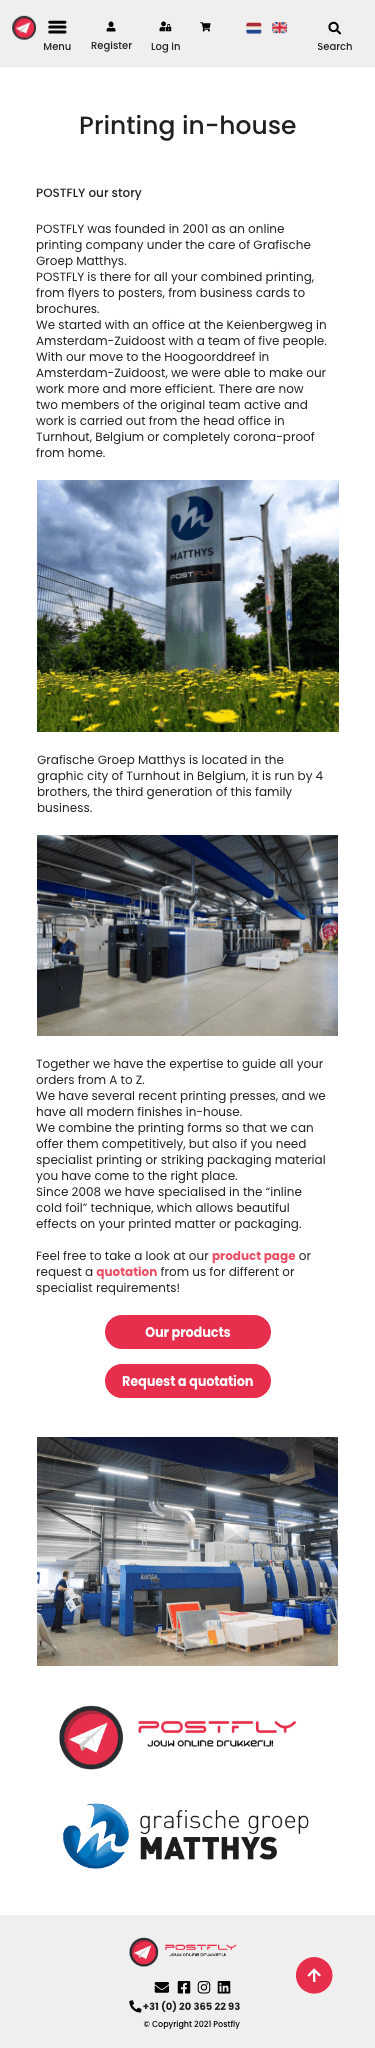 Menu
Register
Log in
Search
Printing in-house
POSTFLY our story
POSTFLY was founded in 2001 as an online
printing company under the care of Grafische
Groep Matthys.
POSTFLY is there for all your combined printing,
from flyers to posters, from business cards to
brochures.
We started with an office at the Keienbergweg in
Amsterdam-Zuidoost with a team of five people.
With our move to the Hoogoorddreef in
Amsterdam-Zuidoost, we were able to make our
work more and more efficient. There are now
two members of the original team active and
work is carried out from the head office in
Turnhout, Belgium or completely corona-proof
from home.
MATTHYS
POSTFLY
Grafische Groep Matthys is located in the
graphic city of Turnhout in Belgium, it is run by 4
brothers, the third generation of this family
business.
Together we have the expertise to guide all your
orders from A to Z.
We have several recent printing presses, and we
have all modern finishes in-house.
We combine the printing forms so that we can
offer them competitively, but also if you need
specialist printing or striking packaging material
you have come to the right place.
Since 2008 we have specialised in the “inline
cold foil” technique, which allows beautiful
effects on your printed matter or packaging.
Feel free to take a look at our product page or
request a quotation from us for different or
specialist requirements!
Our products
Request a quotation
POSTFLY
Jouw online drukkerij!
grafische groep
MATTHYS
POSTFLY
Jouw online drukkerij!
+31 (0) 20 365 22 93
© Copyright 2021 Postfly